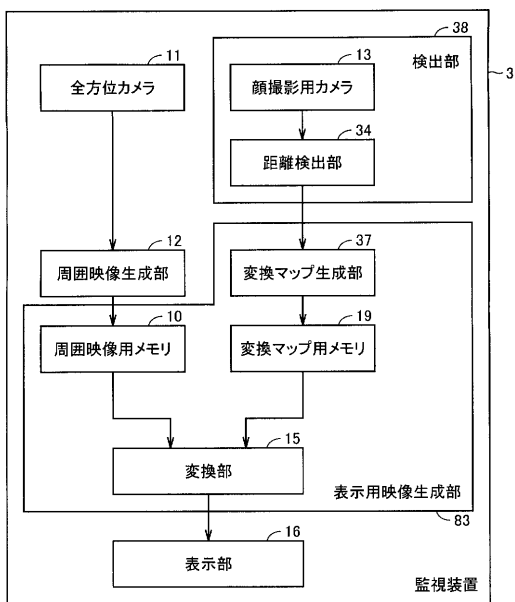 38
検出部
3
11
全方位カメラ
13
顔撮影用カメラ
34
距離検出部
12
周囲映像生成部
37
変換マップ生成部
10
周囲映像用メモリ
19
変換マップ用メモリ
15
変換部
表示用映像生成部
83
16
表示部
監視装置